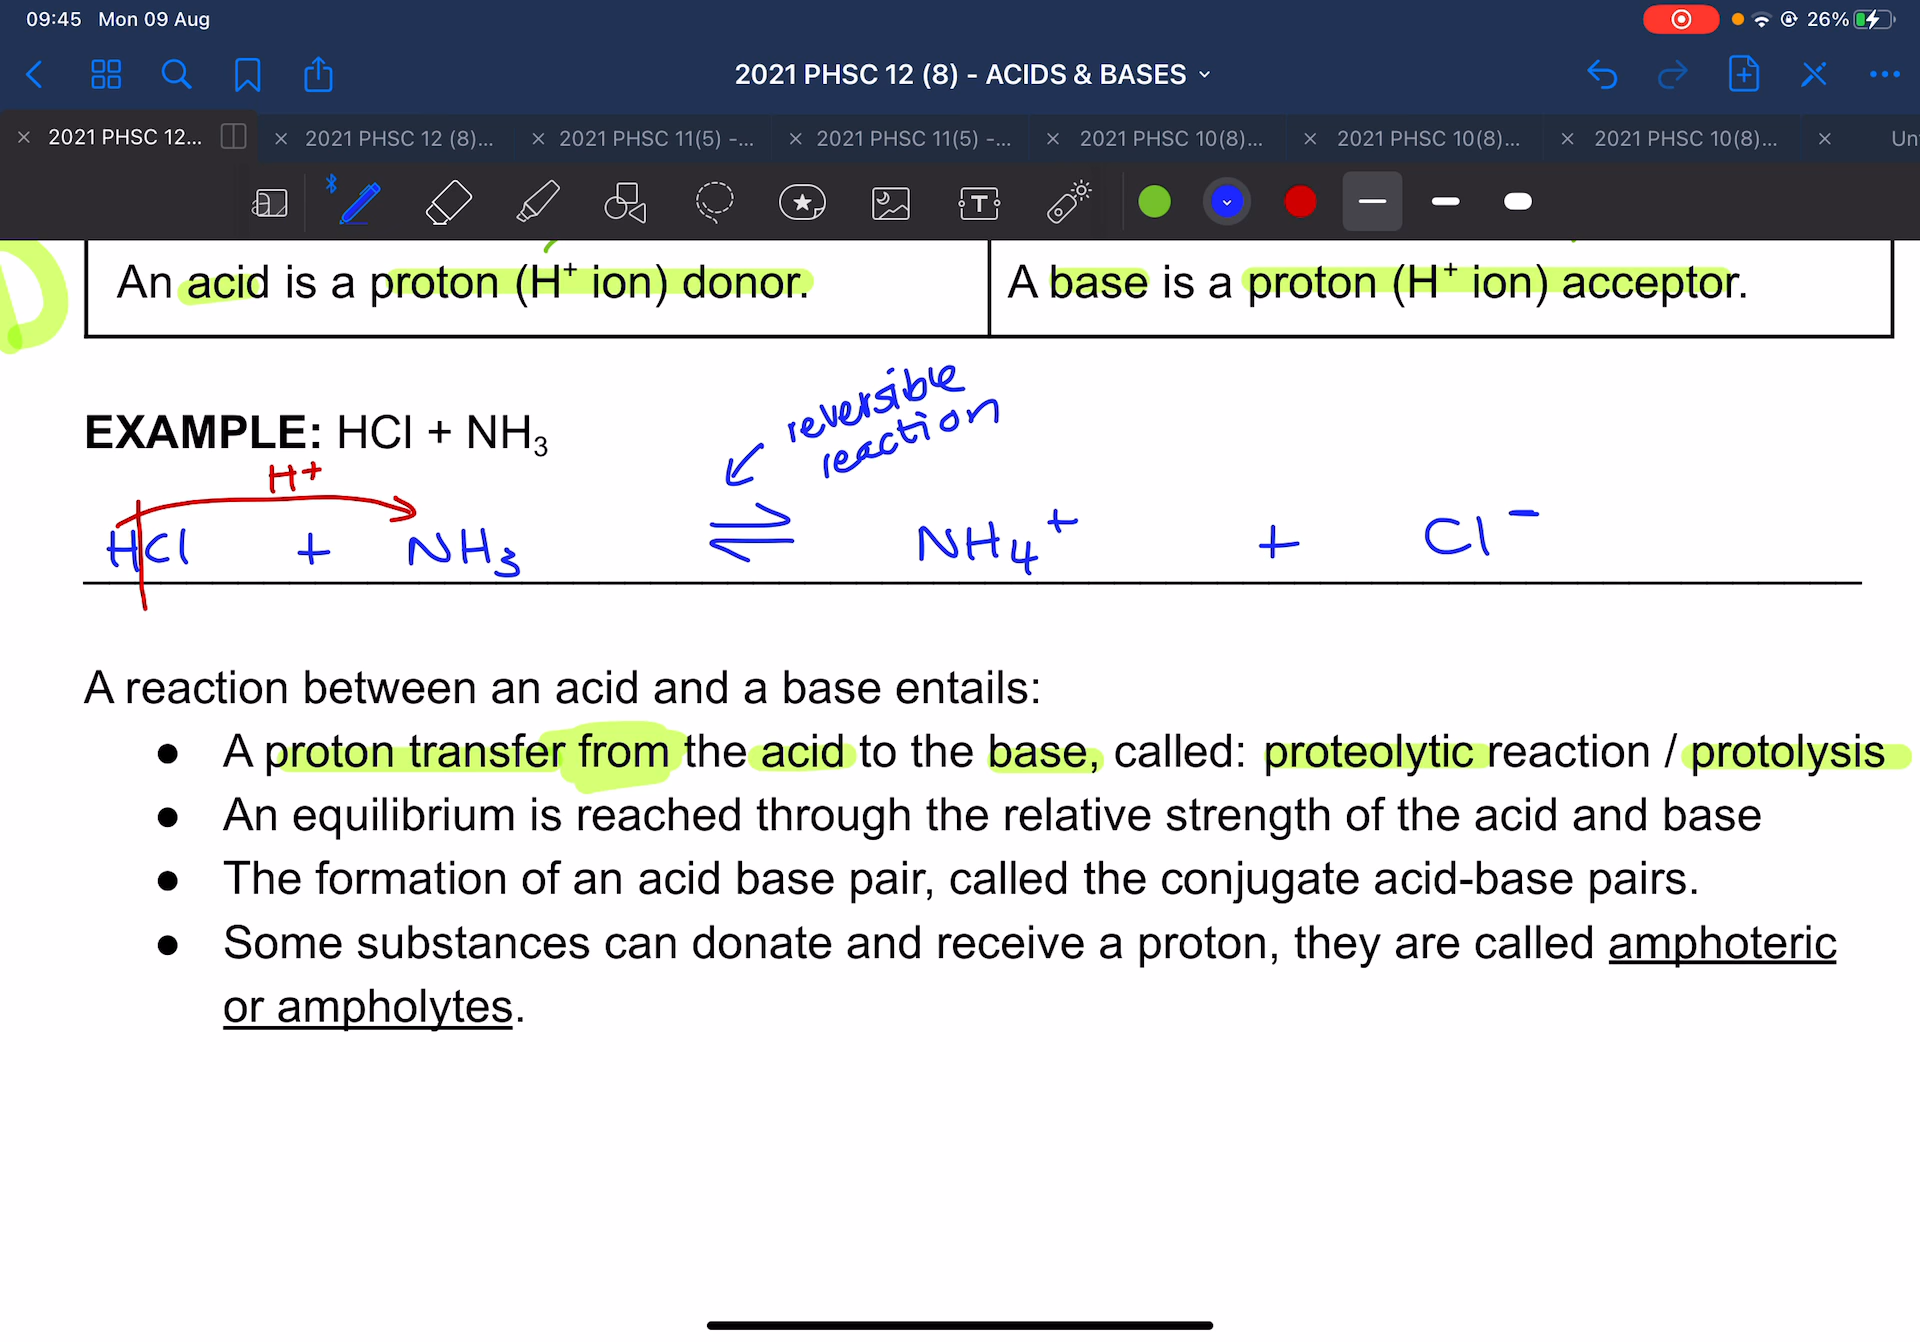 09:45 Mon 09 Aug 26%
2021 PHSC 12 (8) - ACIDS & BASES
2021 PHSC 12... 2021 PHSC 12 (8)... 2021 PHSC 11(5) -... 2021 PHSC 11(5) -... 2021 PHSC 10(8)... 2021 PHSC 10(8)... 2021 PHSC 10(8)... Un
An acid is a proton (H⁺ ion) donor. A base is a proton (H⁺ ion) acceptor.
reversible
reaction
EXAMPLE: HCl + NH₃
H+
HCl + NH₃ ⇌ NH₄⁺ + Cl⁻
A reaction between an acid and a base entails:
● A proton transfer from the acid to the base, called: proteolytic reaction / protolysis
● An equilibrium is reached through the relative strength of the acid and base
● The formation of an acid base pair, called the conjugate acid-base pairs.
● Some substances can donate and receive a proton, they are called amphoteric
or ampholytes.